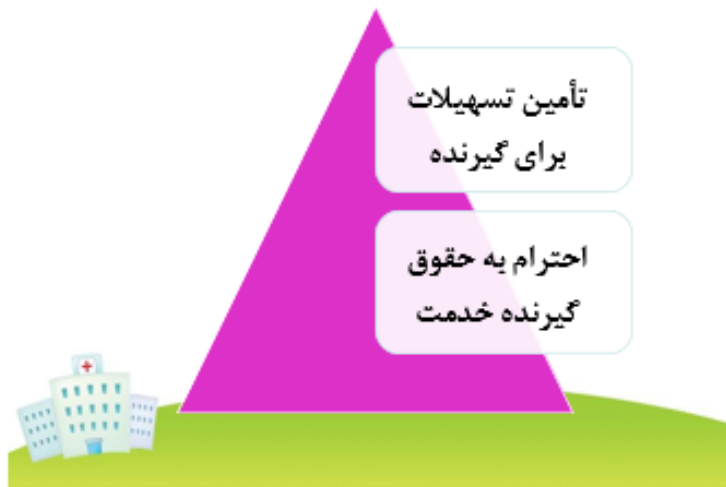 تأمین تسهیلات
برای گیرنده
احترام به حقوق
گیرنده خدمت